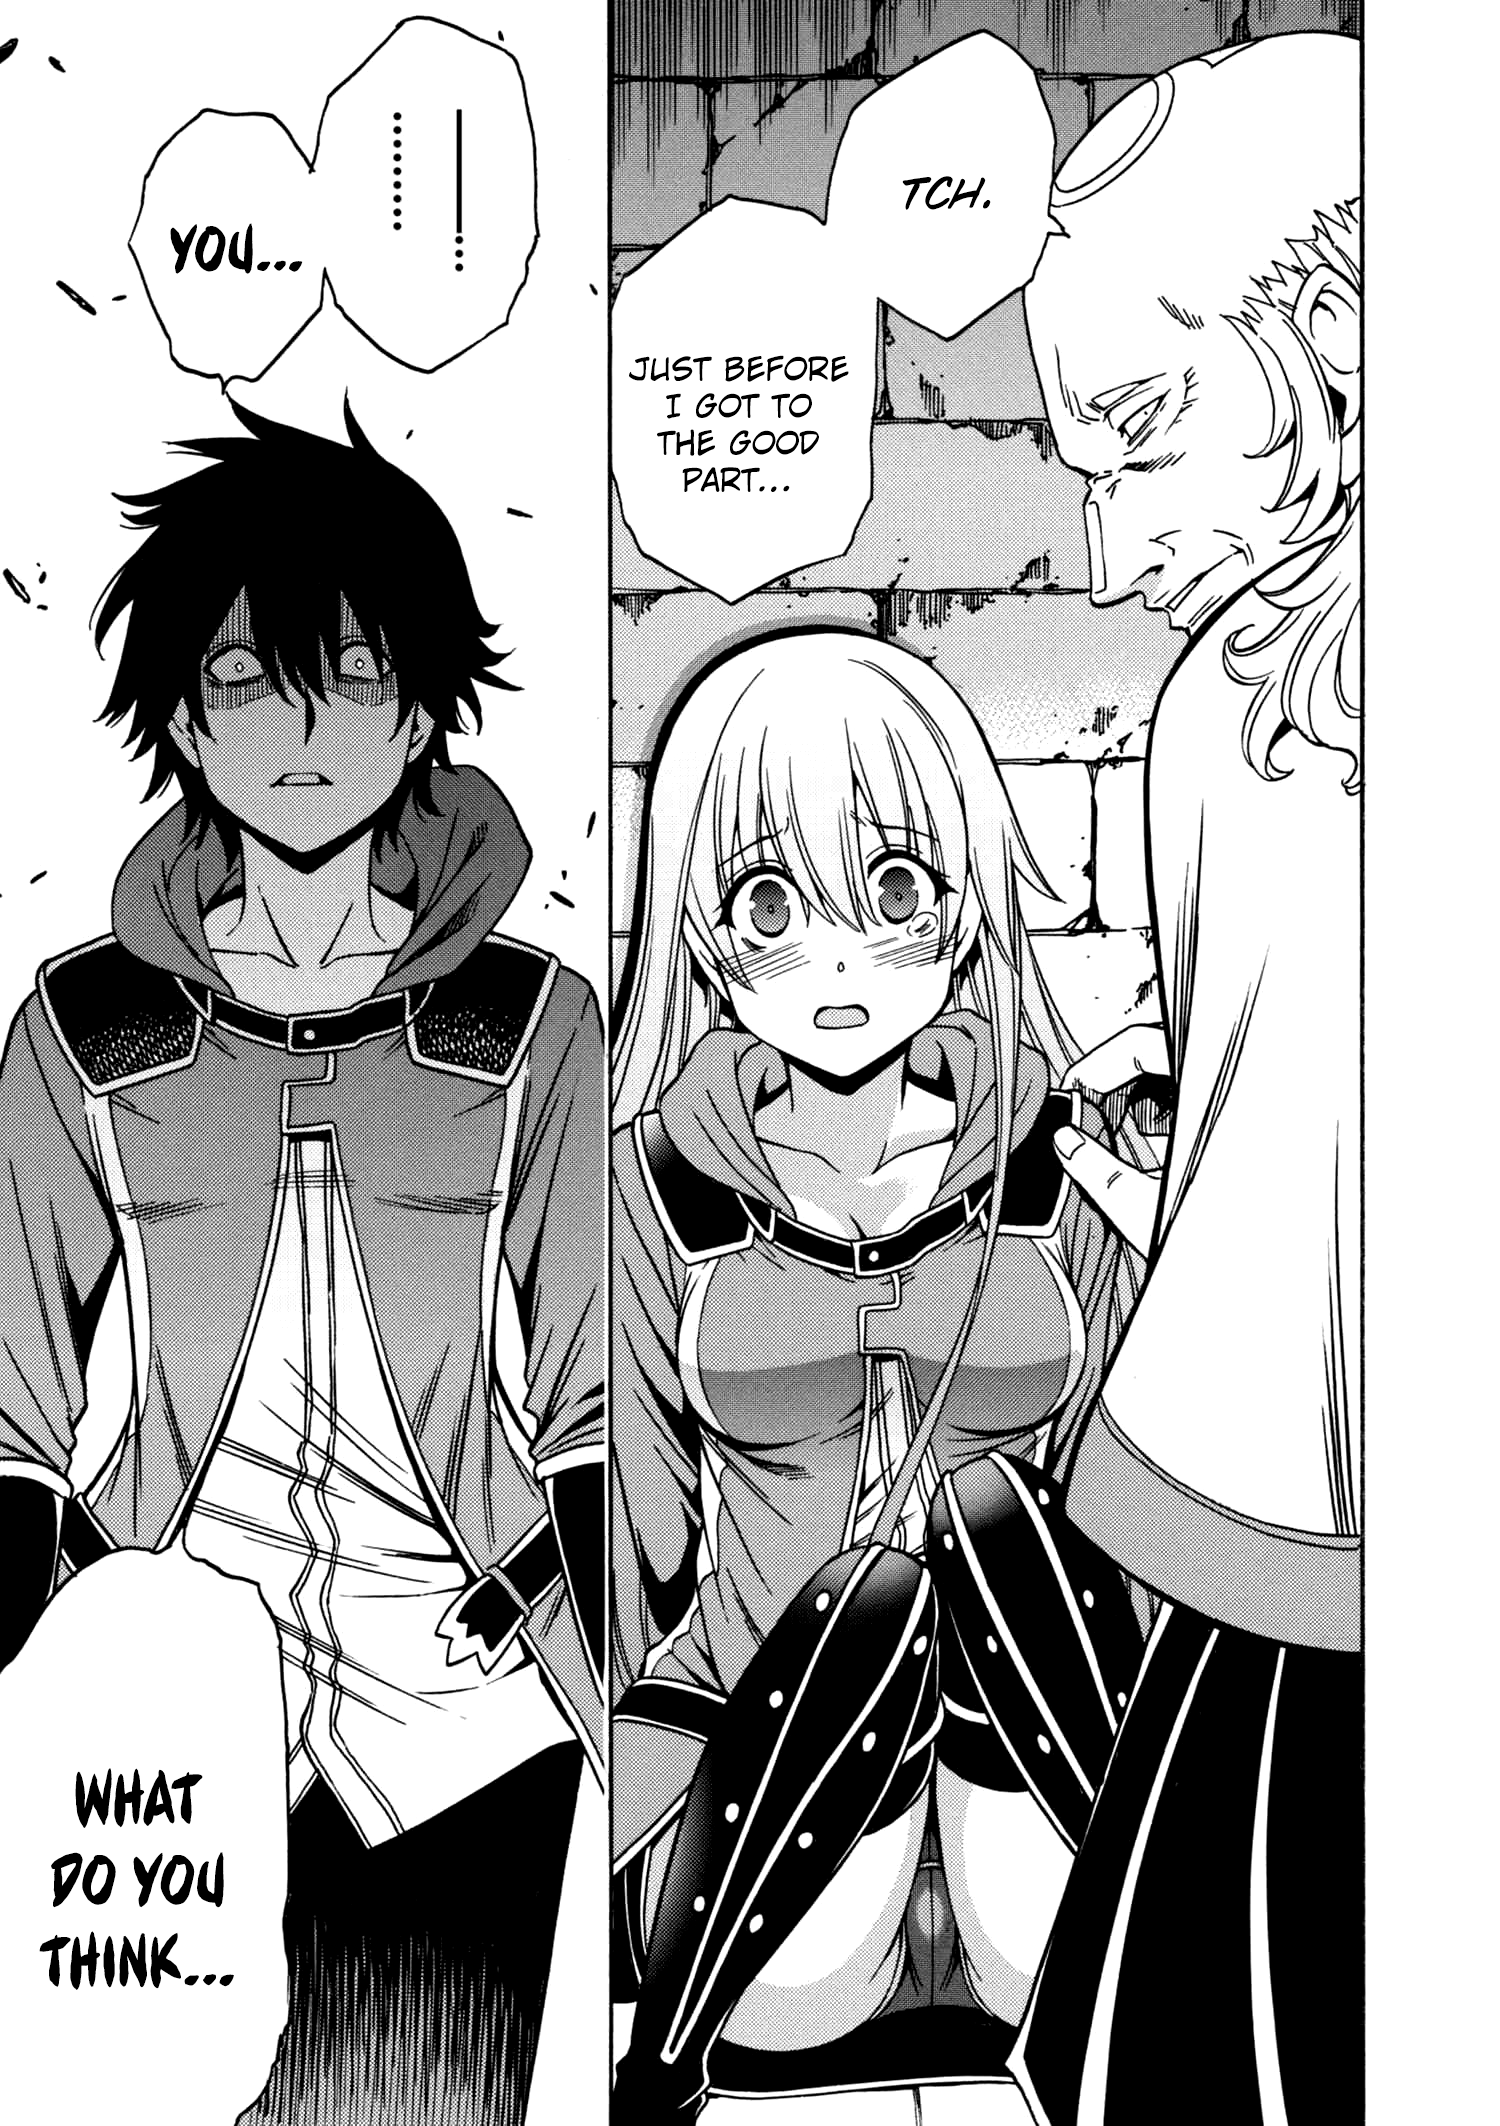 TCH.
JUST BEFORE
I GOT TO
THE GOOD
PART...
YOU...
WHAT
DO YOU
THINK...